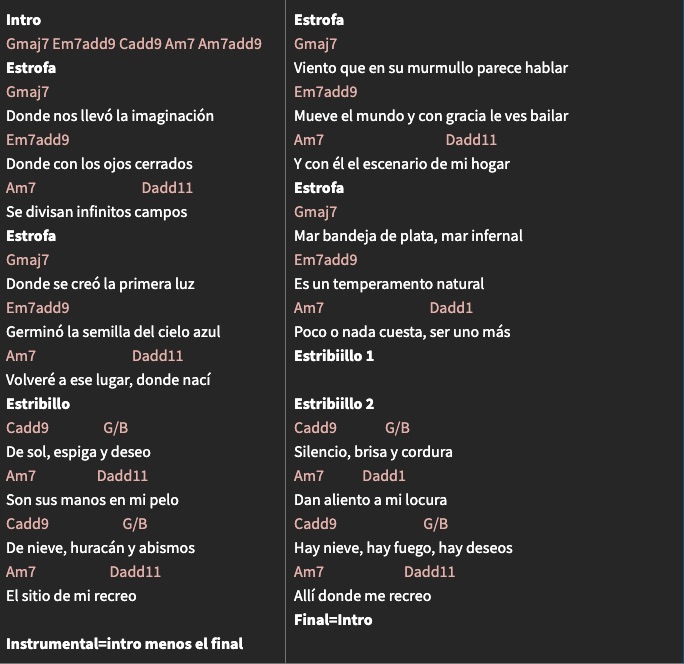 Intro
Gmaj7 Em7add9 Cadd9 Am7 Am7add9
Estrofa
Gmaj7
Donde nos llevó la imaginación
Em7add9
Donde con los ojos cerrados
Am7 Dadd11
Se divisan infinitos campos
Estrofa
Gmaj7
Donde se creó la primera luz
Em7add9
Germinó la semilla del cielo azul
Am7 Dadd11
Volveré a ese lugar, donde nací
Estribillo
Cadd9 G/B
De sol, espiga y deseo
Am7 Dadd11
Son sus manos en mi pelo
Cadd9 G/B
De nieve, huracán y abismos
Am7 Dadd11
El sitio de mi recreo
Instrumental=intro menos el final
Estrofa
Gmaj7
Viento que en su murmullo parece hablar
Em7add9
Mueve el mundo y con gracia le ves bailar
Am7 Dadd11
Y con él el escenario de mi hogar
Estrofa
Gmaj7
Mar bandeja de plata, mar infernal
Em7add9
Es un temperamento natural
Am7 Dadd1
Poco o nada cuesta, ser uno más
Estribiillo 1
Estribiillo 2
Cadd9 G/B
Silencio, brisa y cordura
Am7 Dadd1
Dan aliento a mi locura
Cadd9 G/B
Hay nieve, hay fuego, hay deseos
Am7 Dadd11
Allí donde me recreo
Final=Intro